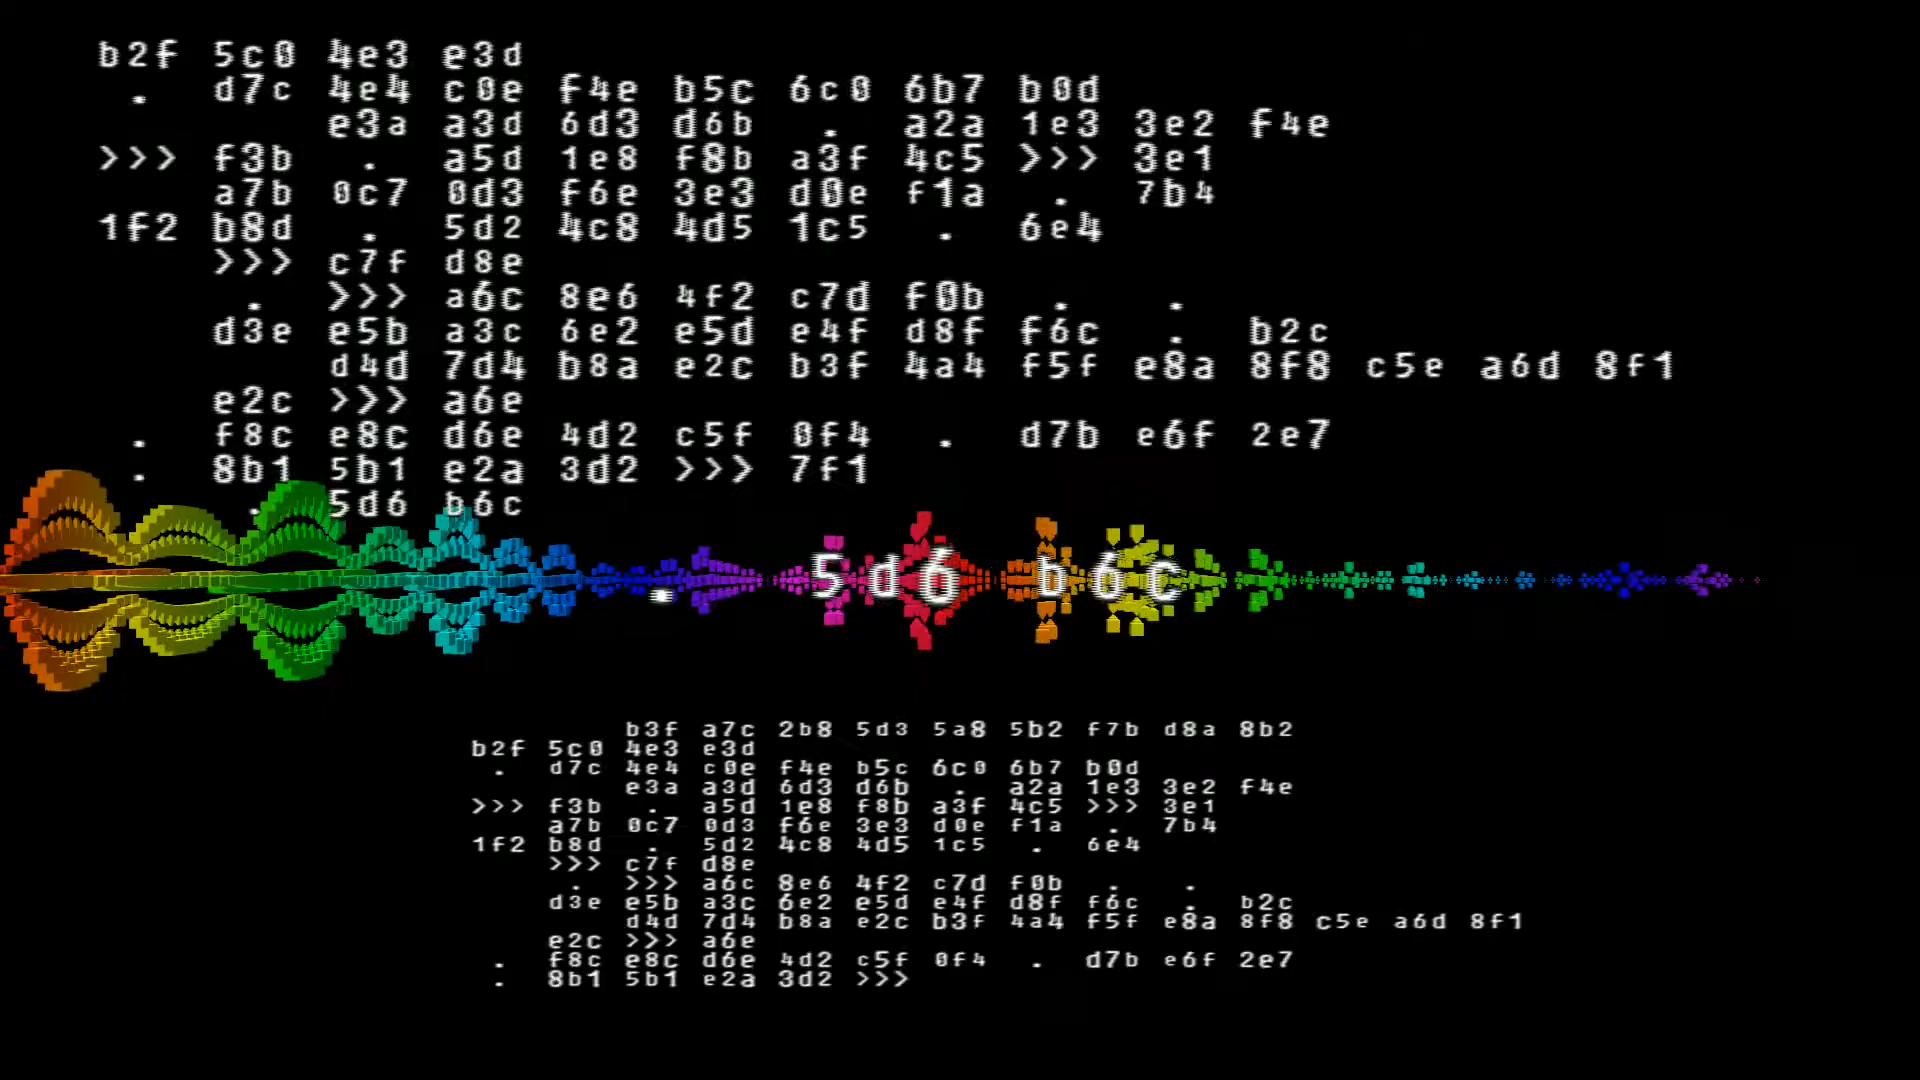 b2f 5c0 4e3 e3d
. d7c 4e4 c0e f4e b5c 6c0 6b7 b0d
e3a a3d 6d3 d6b . a2a 1e3 3e2 f4e
>>> f3b . a5d 1e8 f8b a3f 4c5 >>> 3e1
a7b 0c7 0d3 f6e 3e3 d0e f1a . 7b4
1f2 b8d . 5d2 4c8 4d5 1c5 . 6e4
>>> c7f d8e
. >>> a6c 8e6 4f2 c7d f0b . .
d3e e5b a3c 6e2 e5d e4f d8f f6c . b2c
d4d 7d4 b8a e2c b3f 4a4 f5f e8a 8f8 c5e a6d 8f1
e2c >>> a6e
. f8c e8c d6e 4d2 c5f 0f4 . d7b e6f 2e7
. 8b1 5b1 e2a 3d2 >>> 7f1
. 5d6 b6c
. 5d6 b6c
b3f a7c 2b8 5d3 5a8 5b2 f7b d8a 8b2
b2f 5c0 4e3 e3d
. d7c 4e4 c0e f4e b5c 6c0 6b7 b0d
e3a a3d 6d3 d6b . a2a 1e3 3e2 f4e
>>> f3b . a5d 1e8 f8b a3f 4c5 >>> 3e1
a7b 0c7 0d3 f6e 3e3 d0e f1a . 7b4
1f2 b8d . 5d2 4c8 4d5 1c5 . 6e4
>>> c7f d8e
. >>> a6c 8e6 4f2 c7d f0b . .
d3e e5b a3c 6e2 e5d e4f d8f f6c . b2c
d4d 7d4 b8a e2c b3f 4a4 f5f e8a 8f8 c5e a6d 8f1
e2c >>> a6e
. f8c e8c d6e 4d2 c5f 0f4 . d7b e6f 2e7
. 8b1 5b1 e2a 3d2 >>>